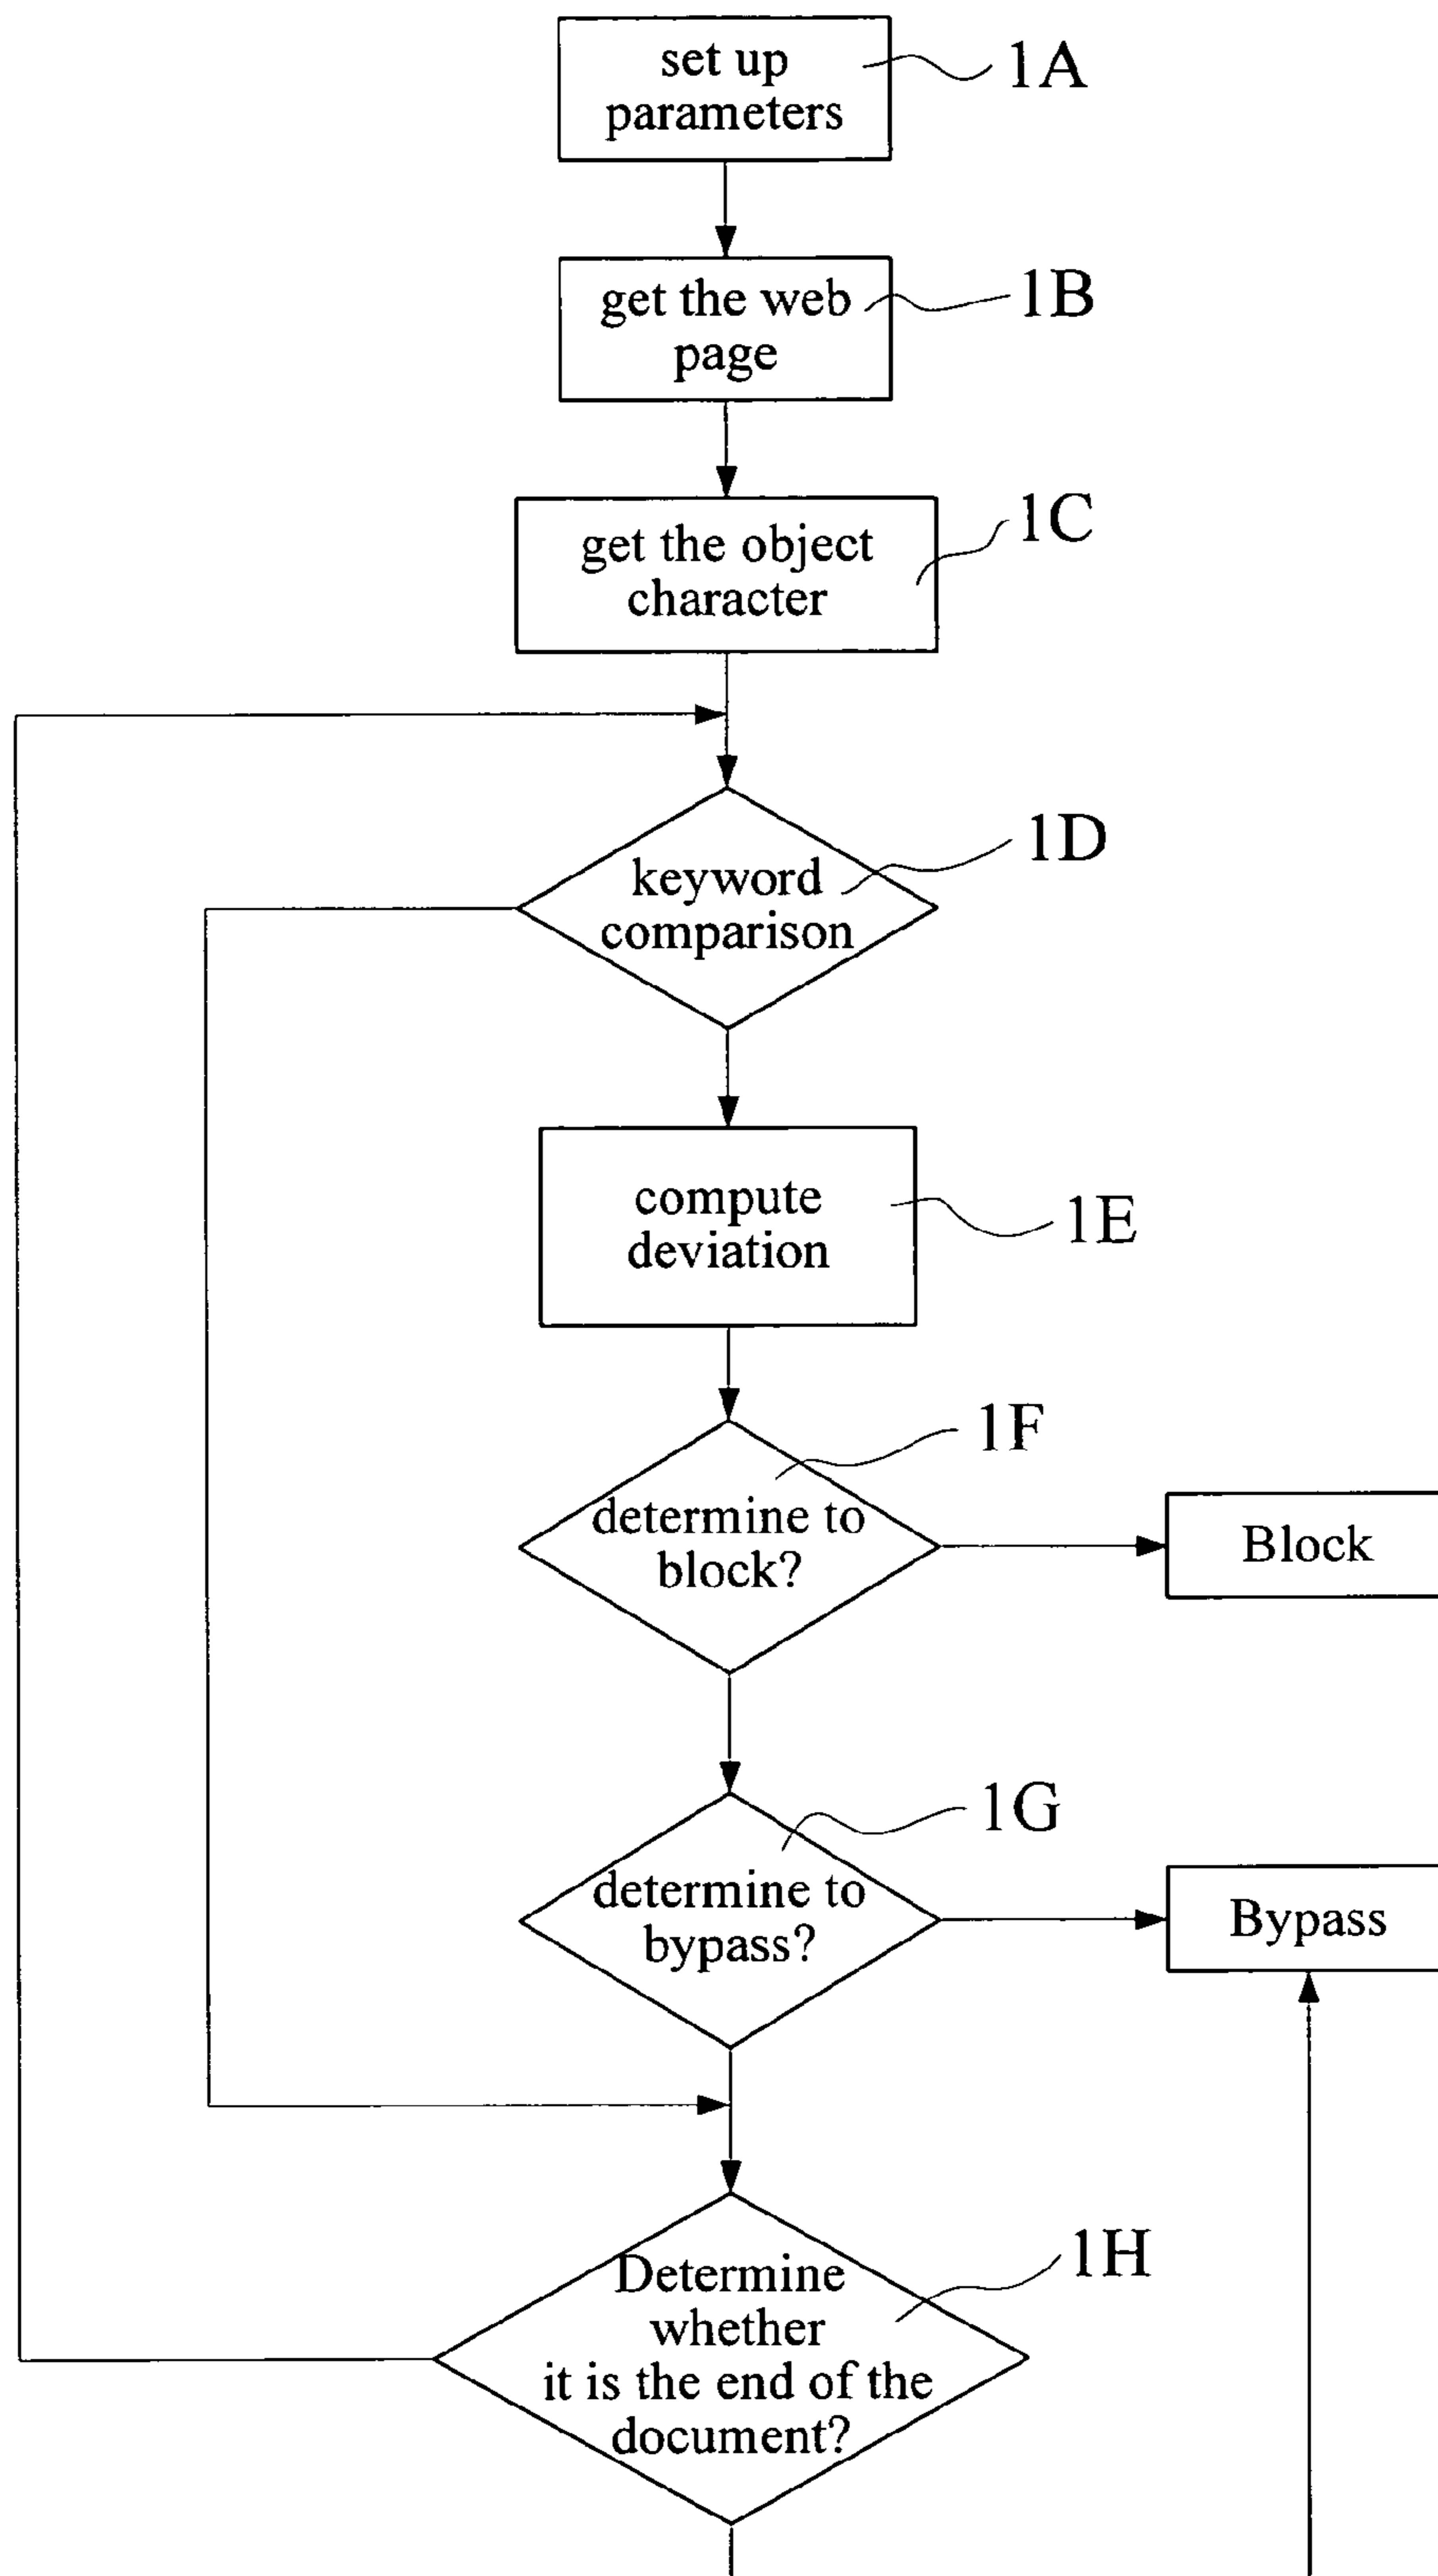 set up
parameters
1A
get the web
page
1B
get the object
character
1C
keyword
comparison
1D
compute
deviation
1E
determine to
block?
1F
Block
determine to
bypass?
1G
Bypass
Determine
whether
it is the end of the
document?
1H